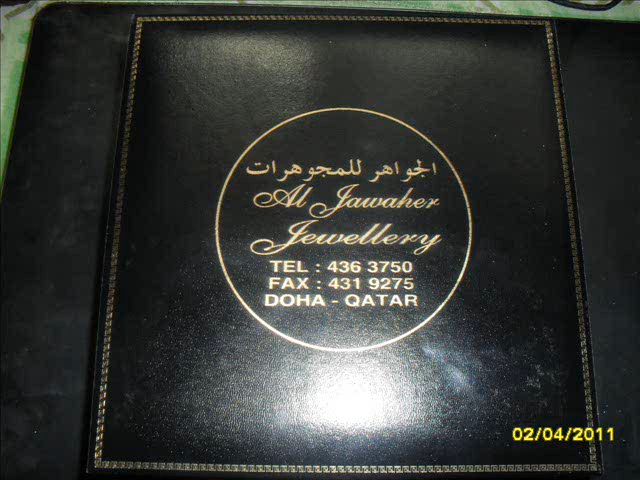 الجواهر للمجوهرات
Al Jawaher
Jewellery
TEL : 436 3750
FAX : 431 9275
DOHA - QATAR
02/04/2011